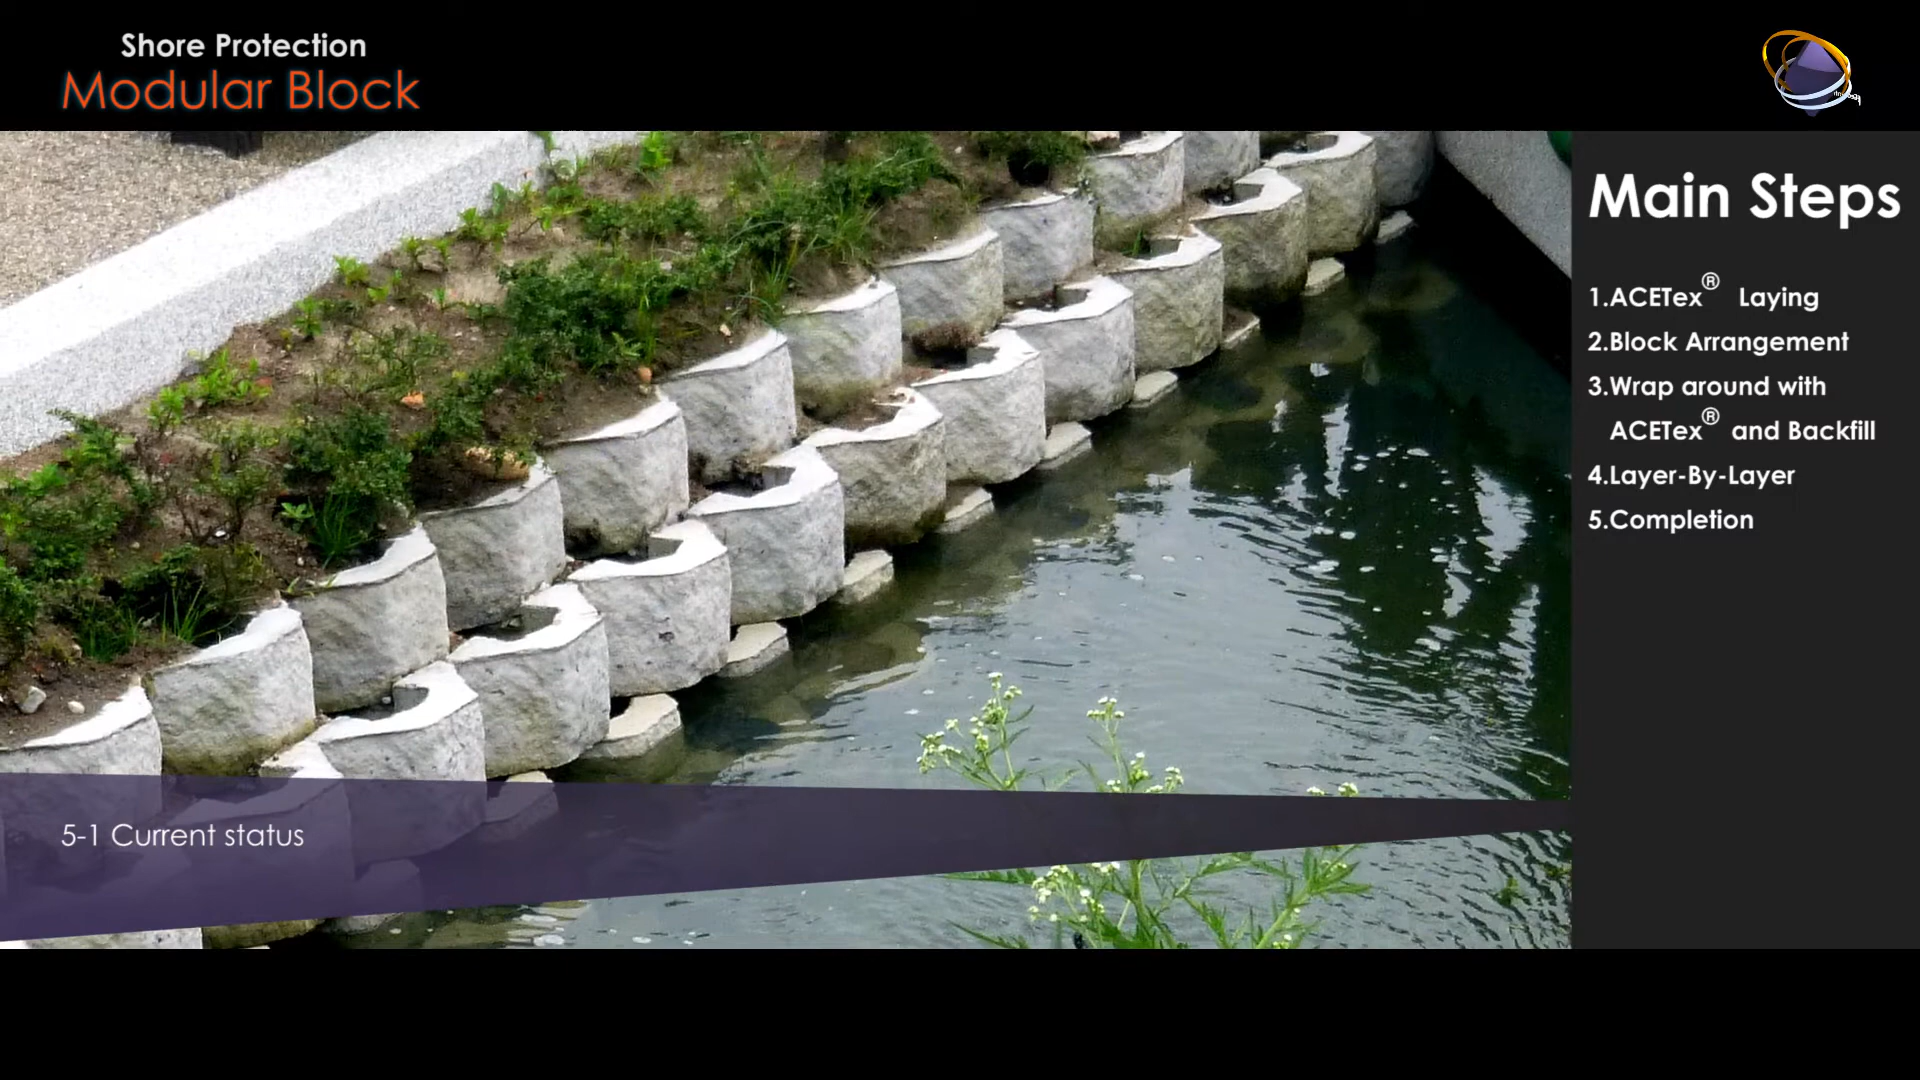 Shore Protection
Modular Block
Main Steps
1.ACETex® Laying
2.Block Arrangement
3.Wrap around with
ACETex® and Backfill
4.Layer-By-Layer
5.Completion
5-1 Current status